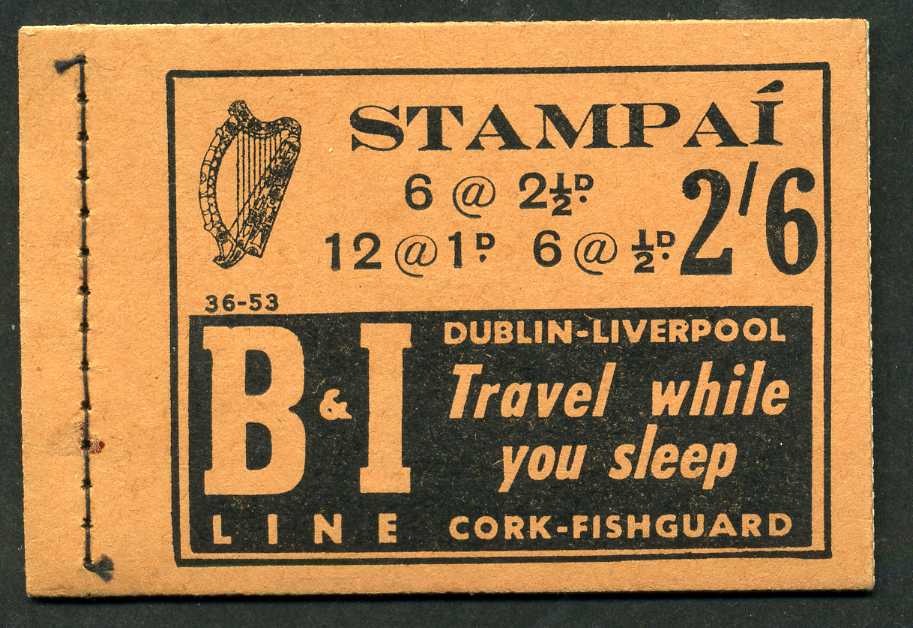 STAMPAÍ
6 @ 2½D.
12 @ 1D. 6 @ ½D. 2/6
36-53
B & I
LINE
DUBLIN-LIVERPOOL
Travel while
you sleep
CORK-FISHGUARD